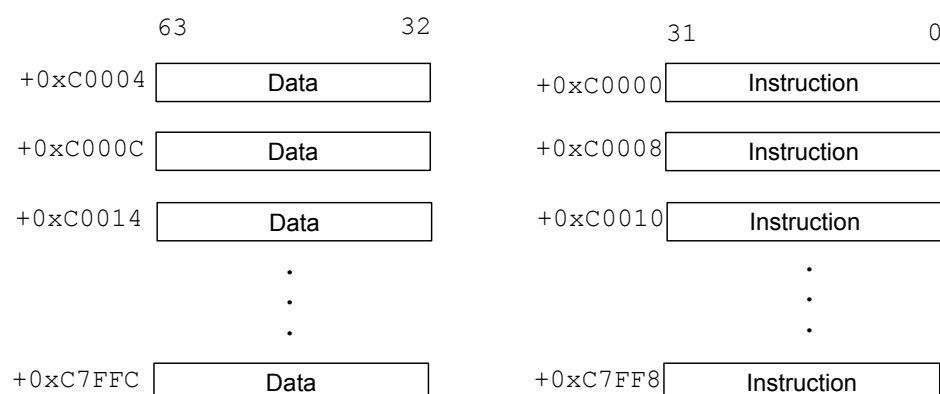 63 32 31 0
+0xC0004 Data +0xC0000 Instruction
+0xC000C Data +0xC0008 Instruction
+0xC0014 Data +0xC0010 Instruction
.
.
.
.
.
.
+0xC7FFC Data +0xC7FF8 Instruction